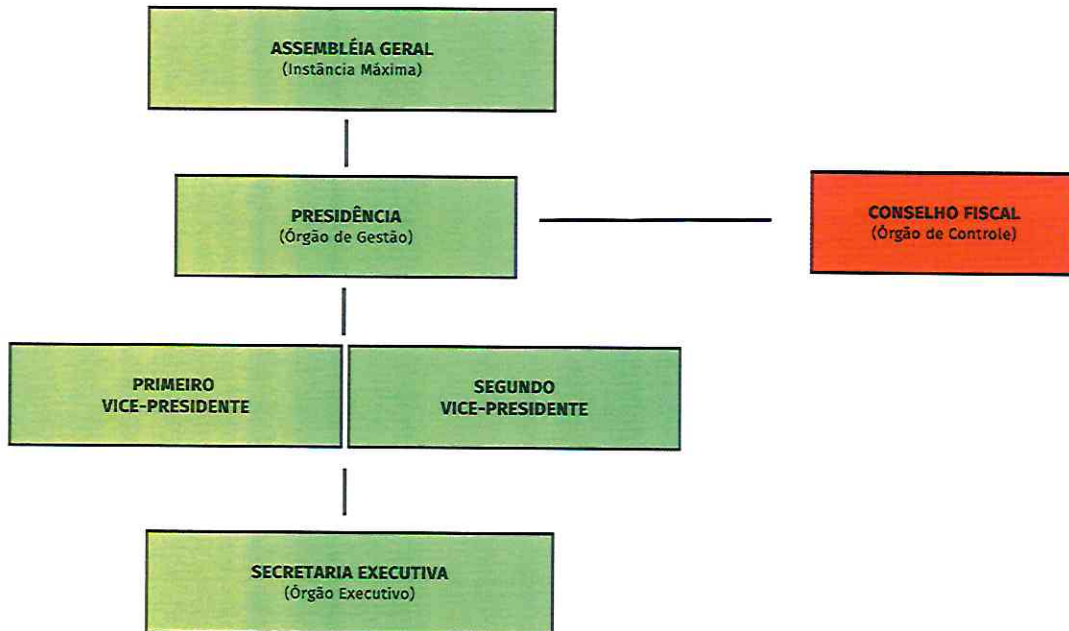 ASSEMBLÉIA GERAL
(Instância Máxima)
PRESIDÊNCIA
(Órgão de Gestão)
CONSELHO FISCAL
(Órgão de Controle)
PRIMEIRO
VICE-PRESIDENTE
SEGUNDO
VICE-PRESIDENTE
SECRETARIA EXECUTIVA
(Órgão Executivo)